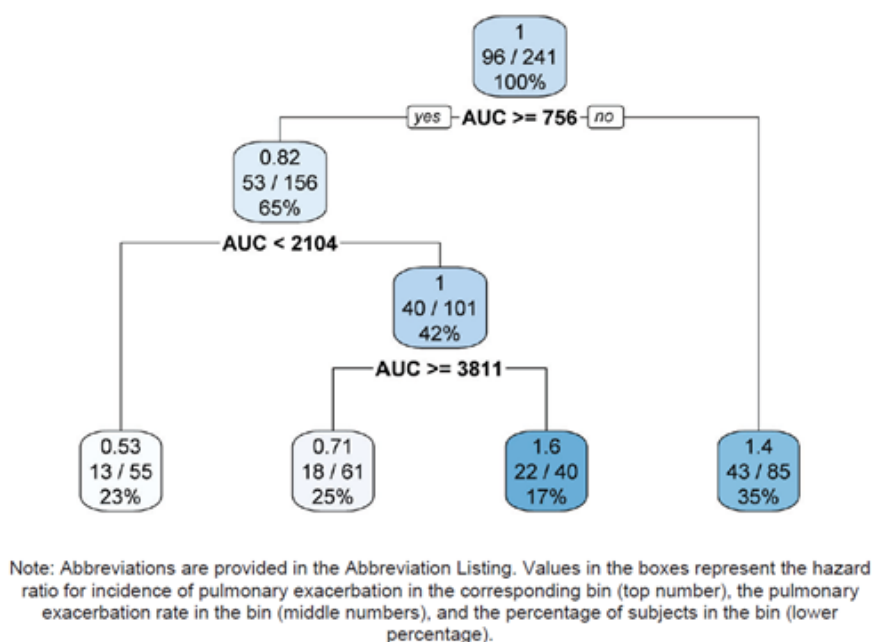 1
96 / 241
100%
yes AUC >= 756 no
0.82
53 / 156
65%
AUC < 2104
1
40 / 101
42%
AUC >= 3811
0.53
13 / 55
23%
0.71
18 / 61
25%
1.6
22 / 40
17%
1.4
43 / 85
35%
Note: Abbreviations are provided in the Abbreviation Listing. Values in the boxes represent the hazard
ratio for incidence of pulmonary exacerbation in the corresponding bin (top number), the pulmonary
exacerbation rate in the bin (middle numbers), and the percentage of subjects in the bin (lower
percentage).